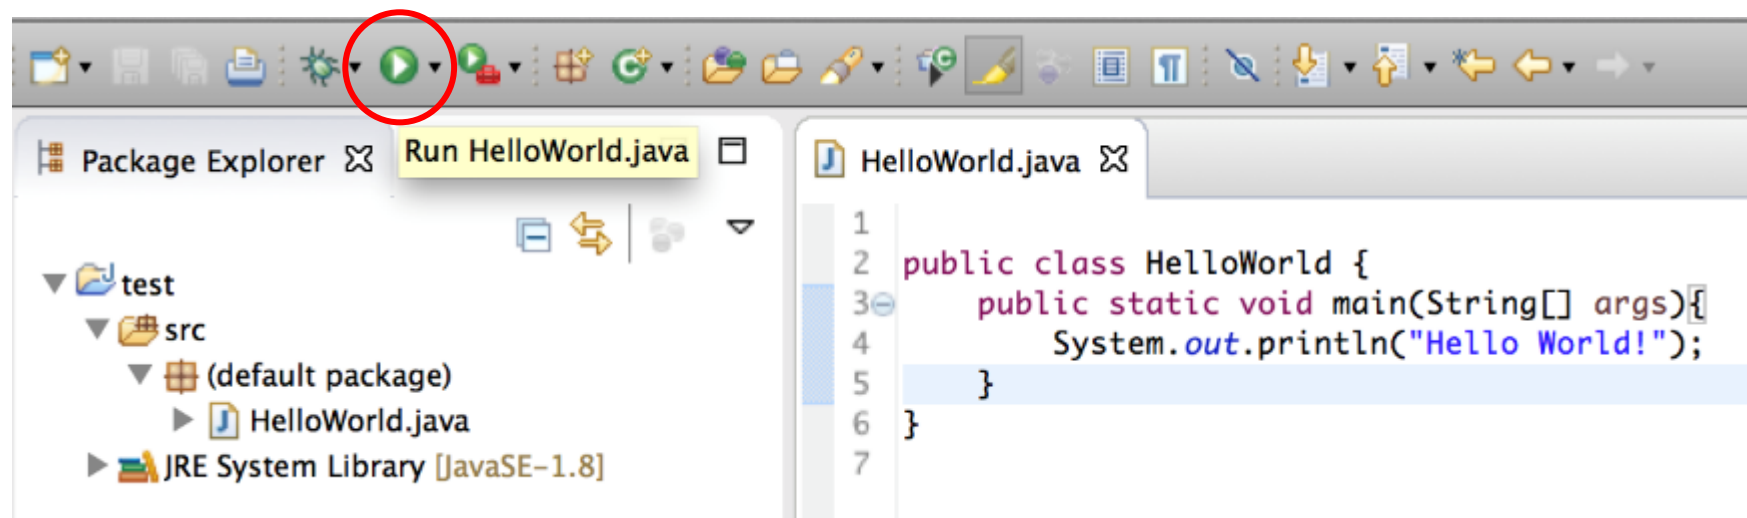 Package Explorer
Run HelloWorld.java
HelloWorld.java
test
src
(default package)
HelloWorld.java
JRE System Library [JavaSE-1.8]
1
2 public class HelloWorld {
3 public static void main(String[] args){
4 System.out.println("Hello World!");
5 }
6 }
7